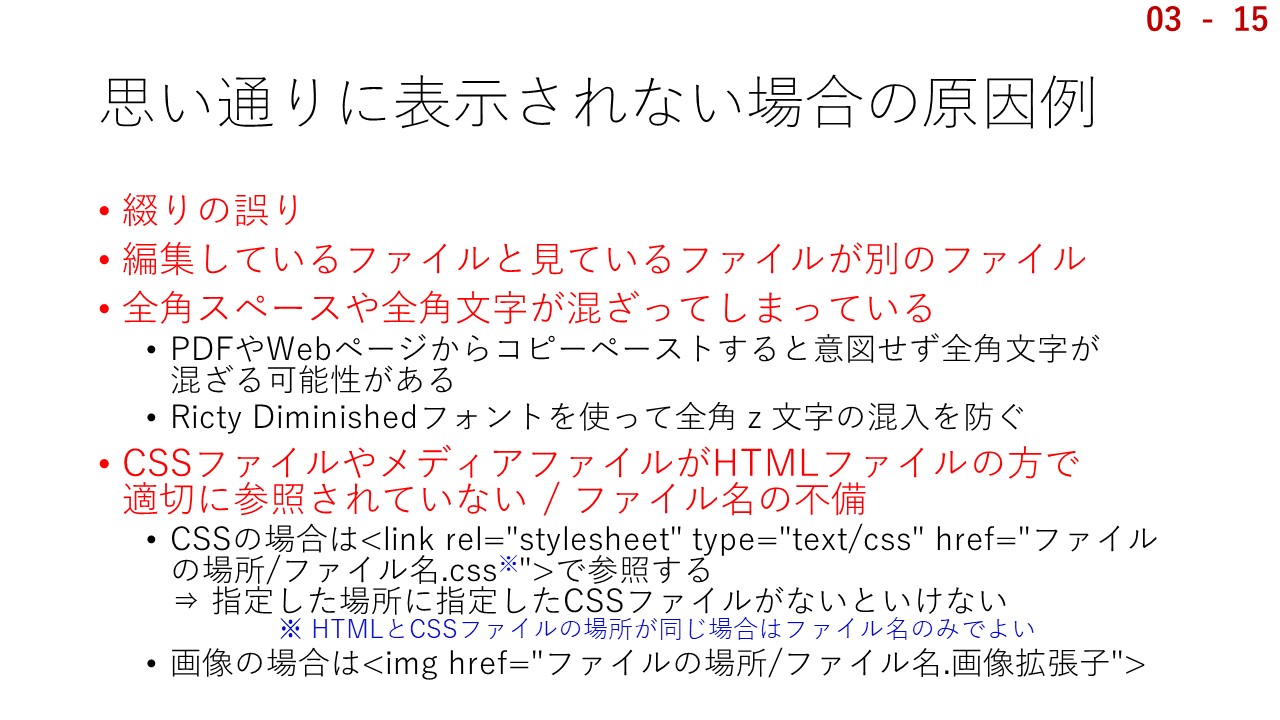 03 - 15
思い通りに表示されない場合の原因例
• 綴りの誤り
• 編集しているファイルと見ているファイルが別のファイル
• 全角スペースや全角文字が混ざってしまっている
• PDFやWebページからコピーペーストすると意図せず全角文字が
混ざる可能性がある
• Ricty Diminishedフォントを使って全角 z 文字の混入を防ぐ
• CSSファイルやメディアファイルがHTMLファイルの方で
適切に参照されていない / ファイル名の不備
• CSSの場合は<link rel="stylesheet" type="text/css" href="ファイル
の場所/ファイル名.css※">で参照する
⇒ 指定した場所に指定したCSSファイルがないといけない
※ HTMLとCSSファイルの場所が同じ場合はファイル名のみでよい
• 画像の場合は<img href="ファイルの場所/ファイル名.画像拡張子">